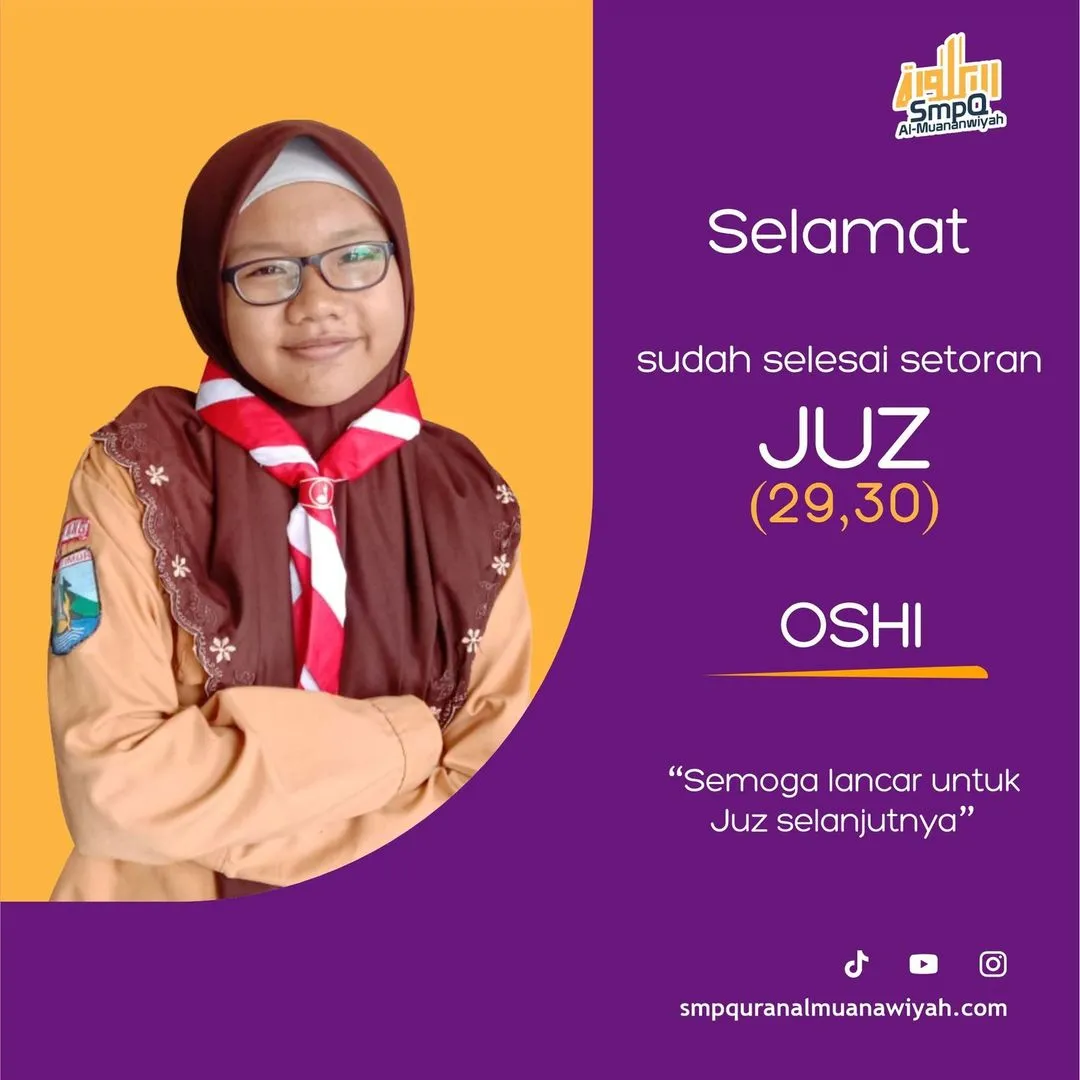 SmpQ
Al-Muananwiyah
Selamat
sudah selesai setoran
JUZ
(29,30)
OSHI
“Semoga lancar untuk
Juz selanjutnya”
smpquranalmuanawiyah.com